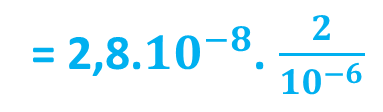 = 2,8.10⁻⁸. 2/10⁻⁶